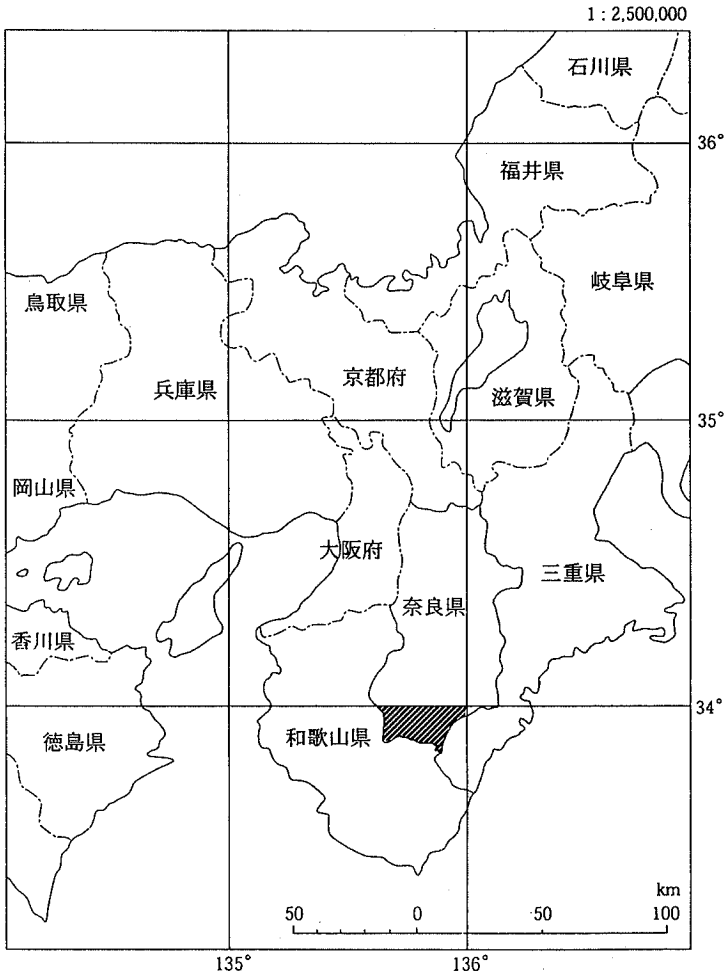 1 : 2,500,000
石川県
36°
福井県
岐阜県
鳥取県
京都府
兵庫県
滋賀県
35°
岡山県
大阪府
三重県
奈良県
香川県
34°
和歌山県
徳島県
km
50 0 50 100
135° 136°